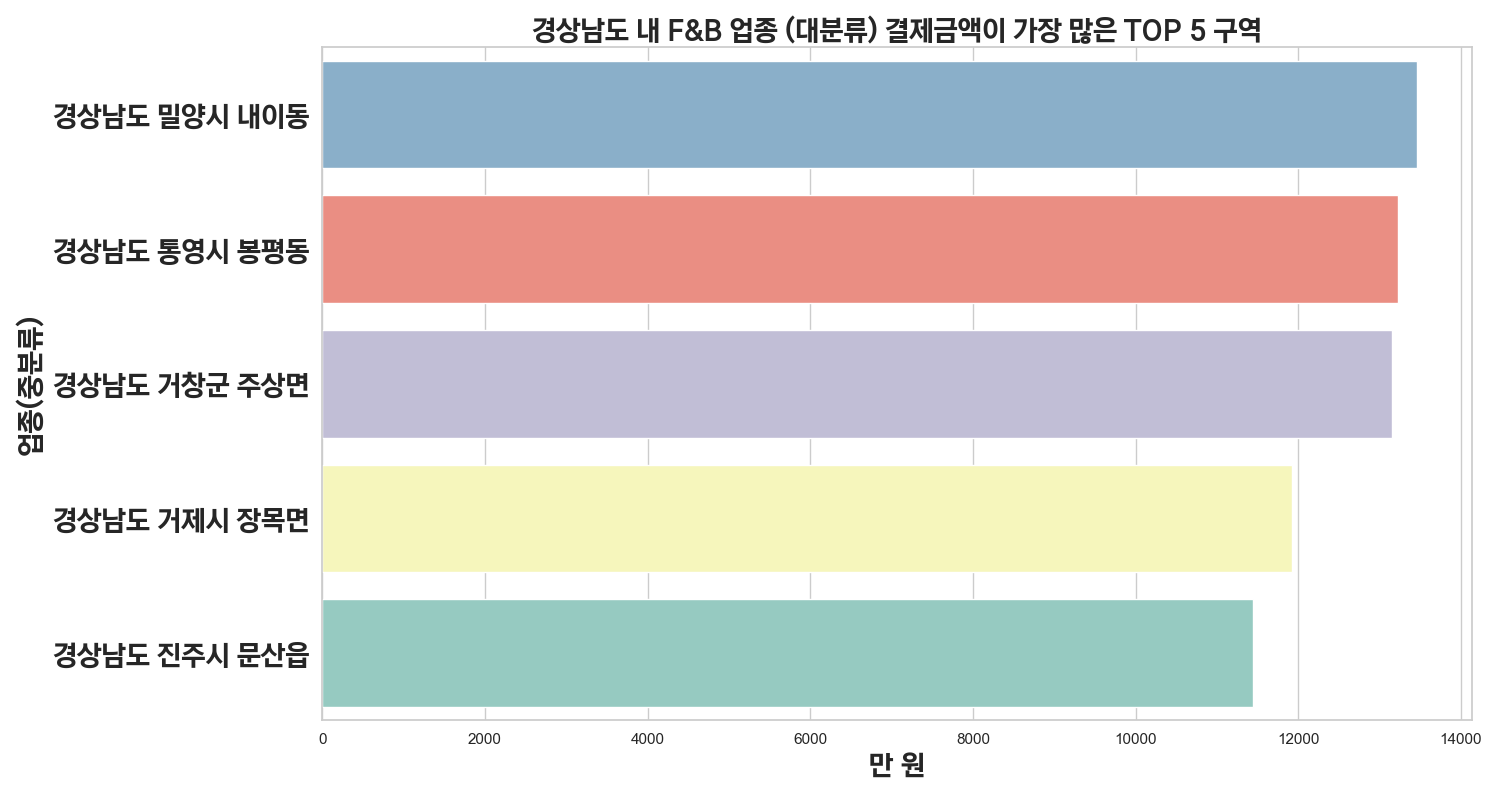 경상남도 내 F&B 업종 (대분류) 결제금액이 가장 많은 TOP 5 구역
업종(중분류)
경상남도 밀양시 내이동
경상남도 통영시 봉평동
경상남도 거창군 주상면
경상남도 거제시 장목면
경상남도 진주시 문산읍
0 2000 4000 6000 8000 10000 12000 14000
만 원